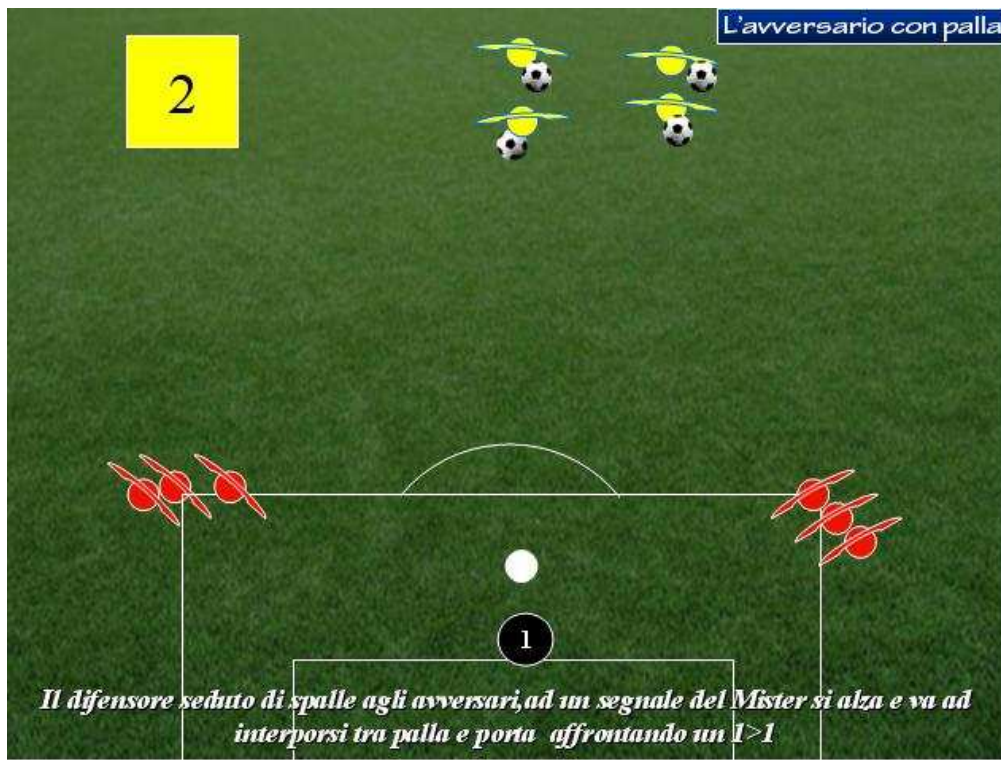 L'avversario con palla
2
1
Il difensore seduto di spalle agli avversari,ad un segnale del Mister si alza e va ad
interporsi tra palla e porta affrontando un 1>1